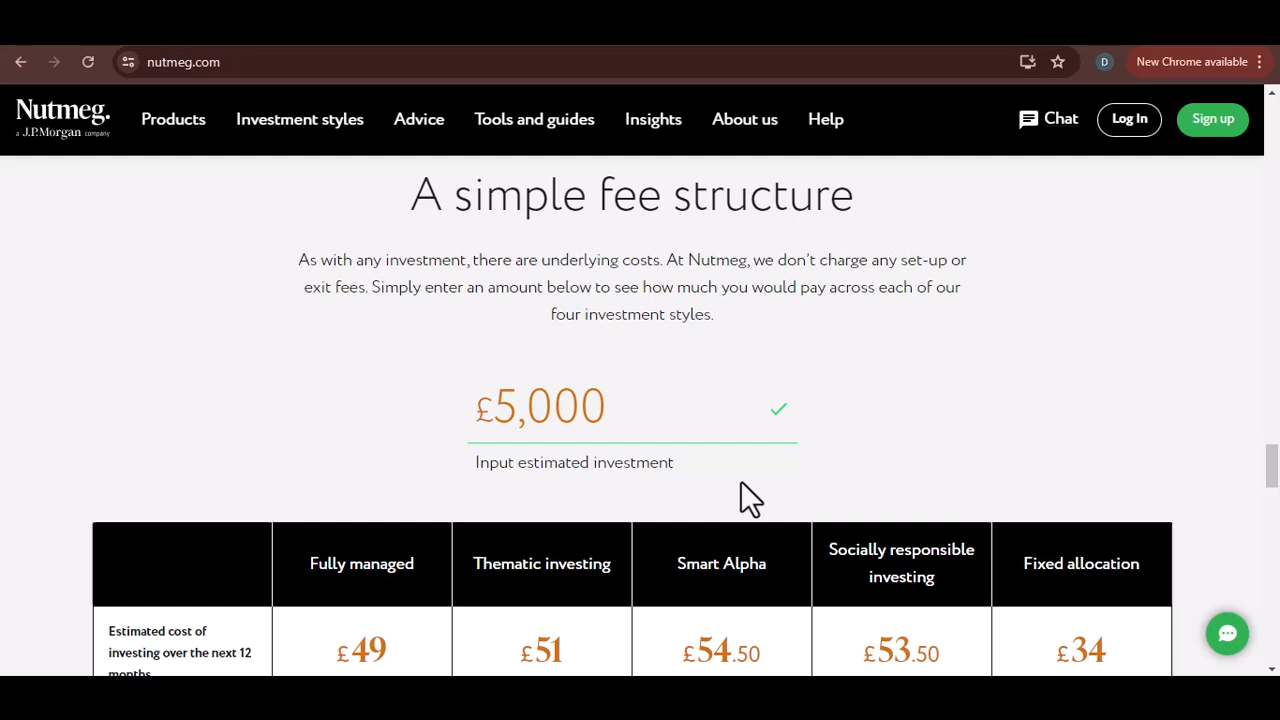 nutmeg.com
D
New Chrome available
Nutmeg.
a J.P.Morgan company
Products
Investment styles
Advice
Tools and guides
Insights
About us
Help
Chat
Log In
Sign up
A simple fee structure
As with any investment, there are underlying costs. At Nutmeg, we don't charge any set-up or
exit fees. Simply enter an amount below to see how much you would pay across each of our
four investment styles.
£5,000
Input estimated investment
Fully managed
Thematic investing
Smart Alpha
Socially responsible
investing
Fixed allocation
Estimated cost of
investing over the next 12
months
£49
£51
£54.50
£53.50
£34